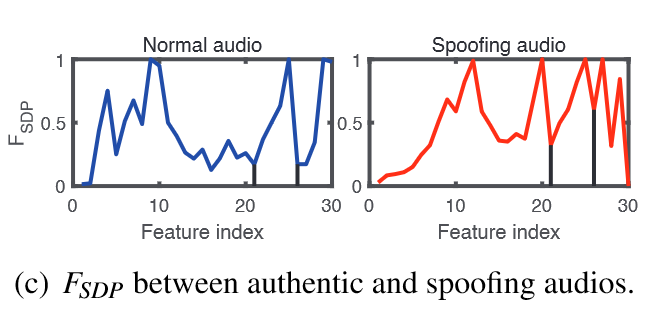 Normal audio Spoofing audio
1 1
F_SDP 0.5 0.5
0 0
0 10 20 30 0 10 20 30
Feature index Feature index
(c) F_SDP between authentic and spoofing audios.